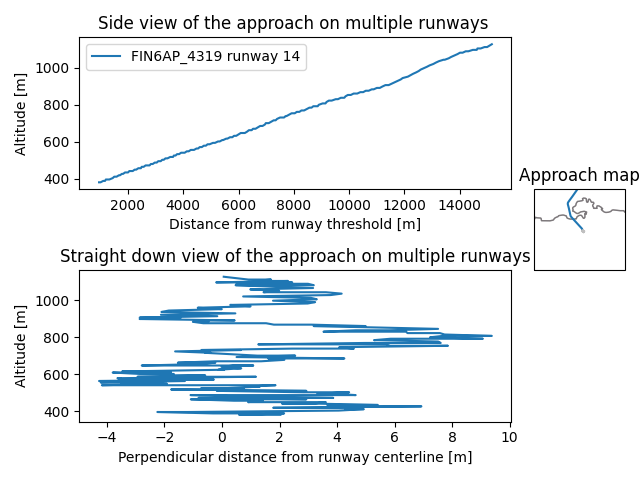 Side view of the approach on multiple runways
FIN6AP_4319 runway 14
Altitude [m]
1000
800
600
400
2000 4000 6000 8000 10000 12000 14000
Distance from runway threshold [m]
Approach map
Straight down view of the approach on multiple runways
Altitude [m]
1000
800
600
400
−4 −2 0 2 4 6 8 10
Perpendicular distance from runway centerline [m]